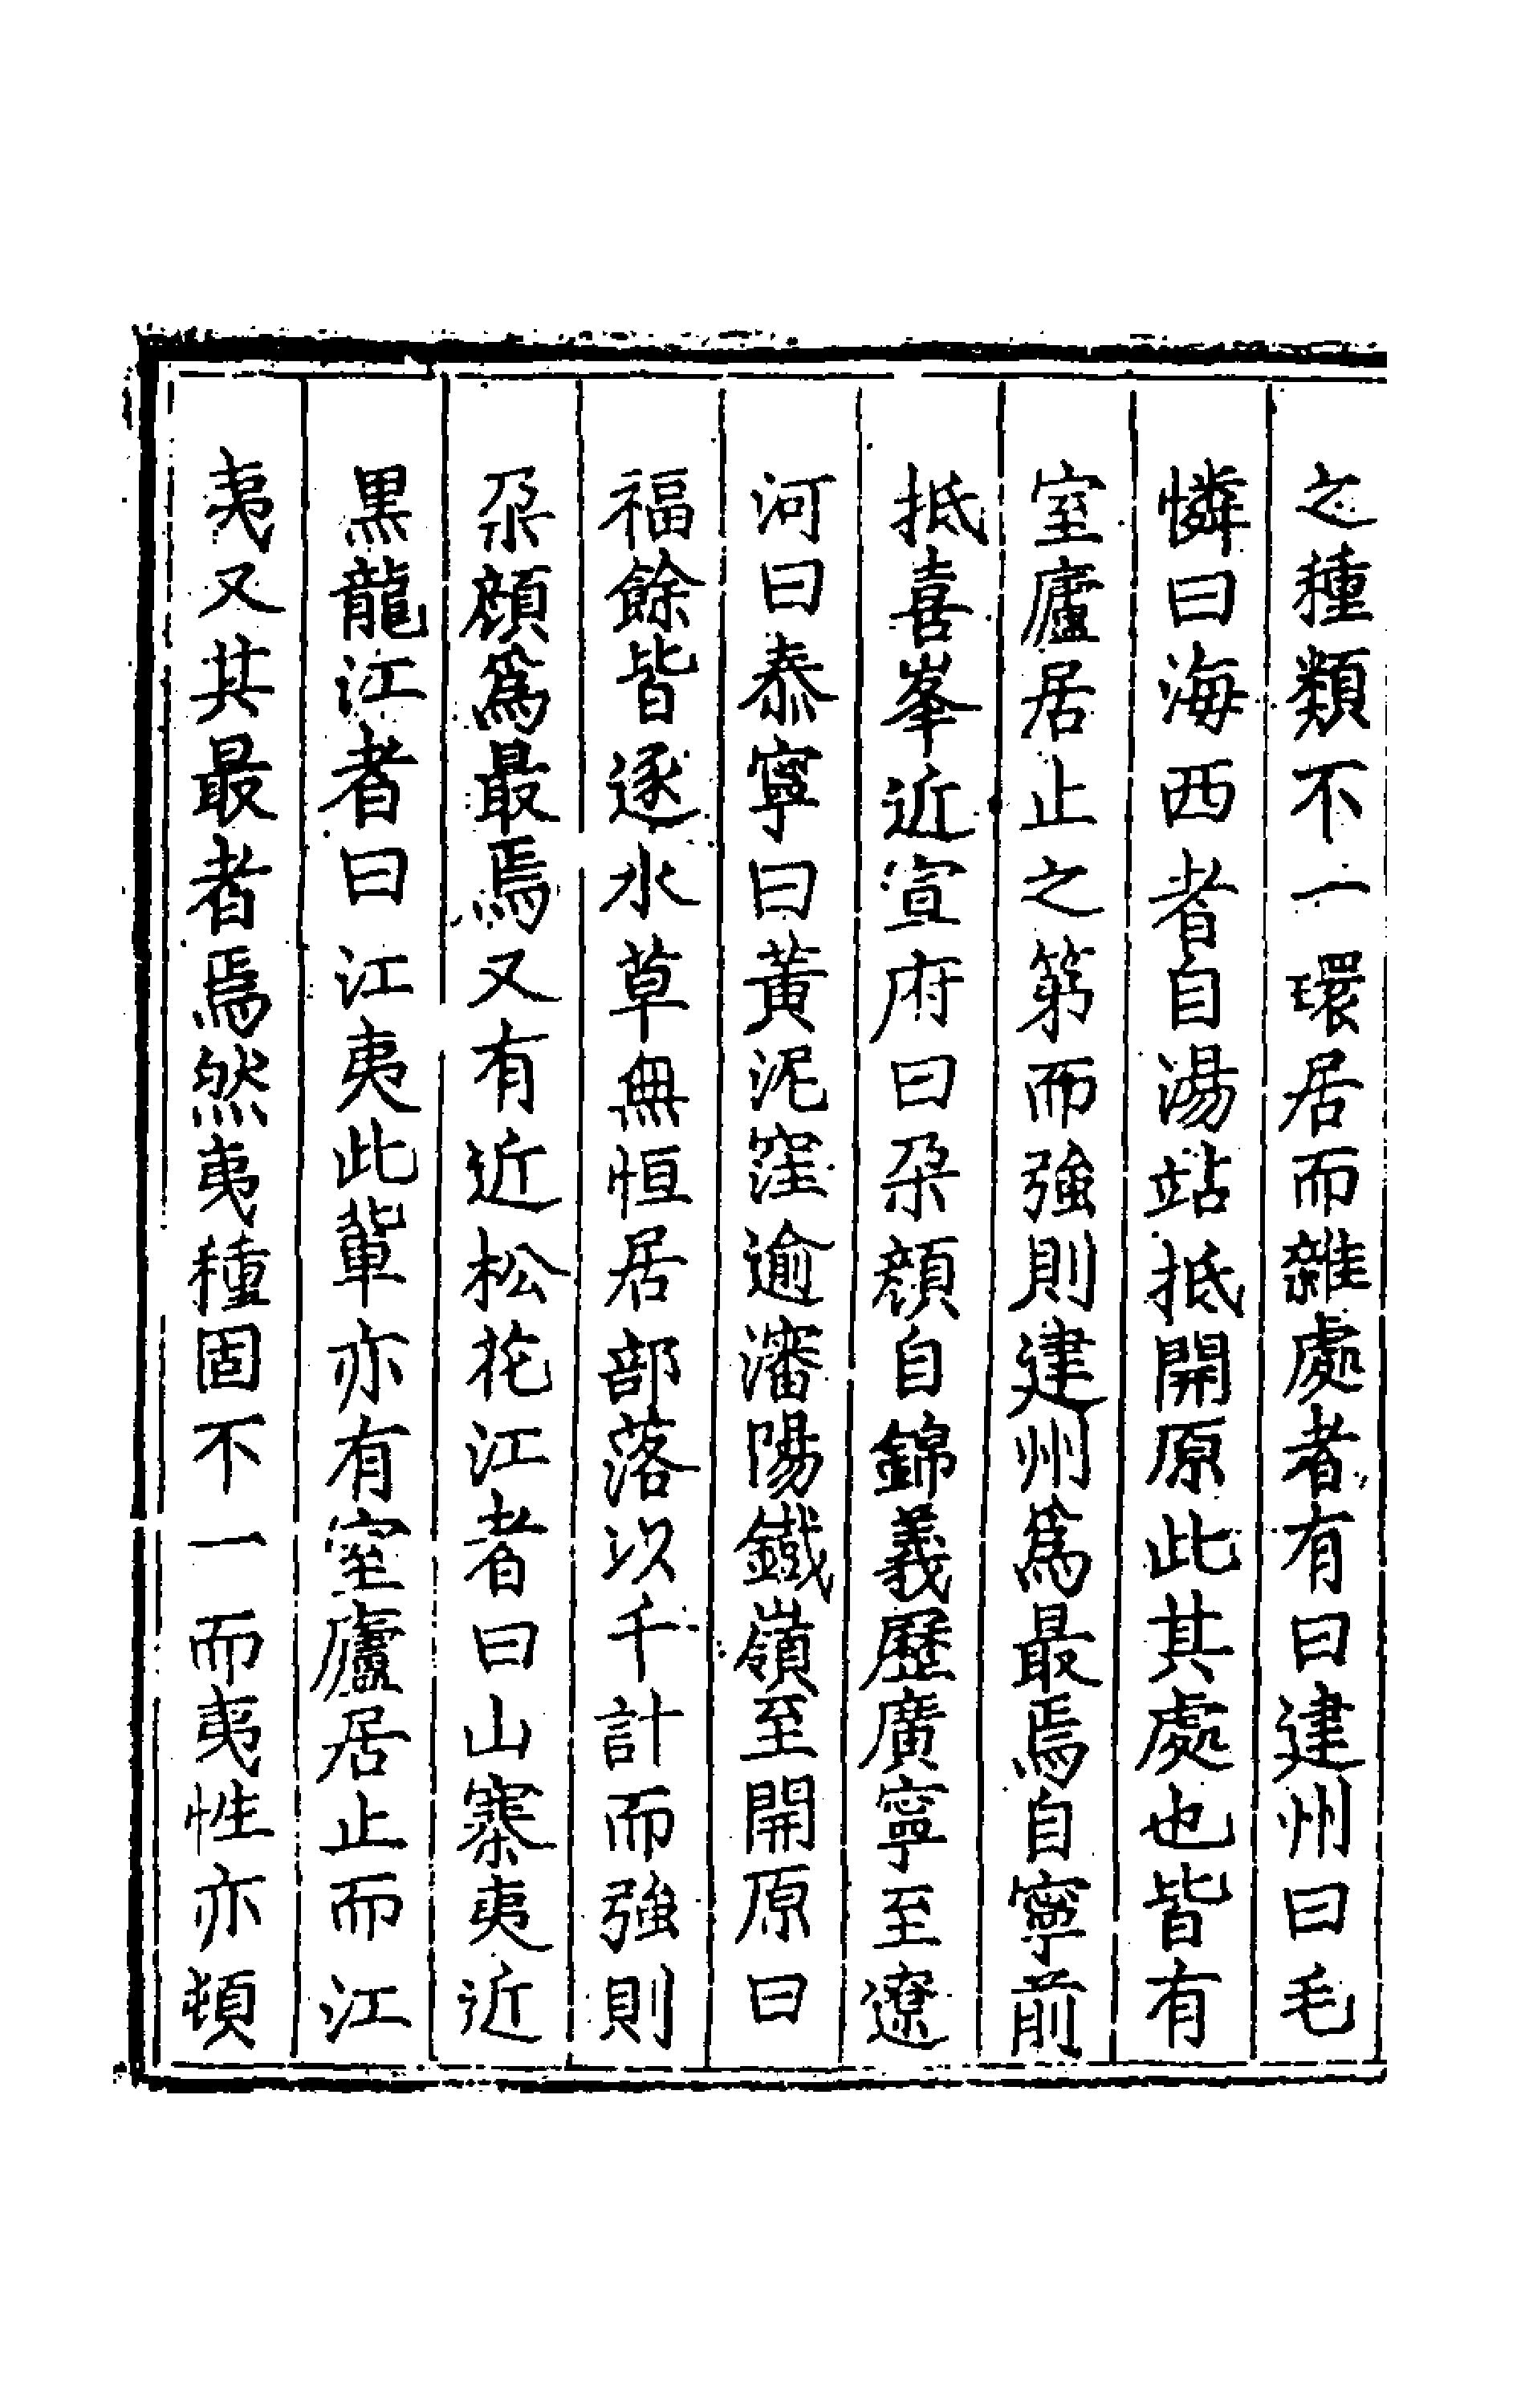 之種類不一環居而雜處者有曰建州曰毛
憐曰海西者自湯站抵開原此其處也皆有
室廬居止之第而強則建州爲最焉自寧前
抵喜峯近宣府曰朶顔自錦義歷廣寧至遼
河曰泰寧曰黃泥窪逾瀋陽鐵嶺至開原曰
福餘皆逐水草無恒居部落以千計而強則
朶顔爲最焉又有近松花江者曰山寨夷近
黑龍江者曰江夷此輩亦有室廬居止而江
夷又其最者焉然夷種固不一而夷性亦頓